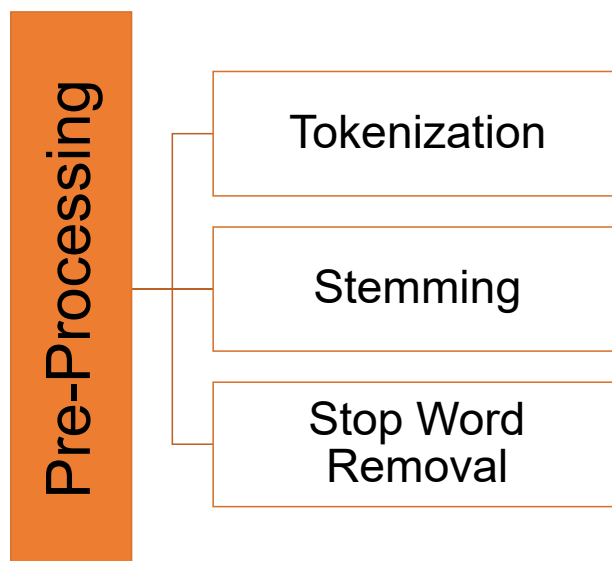 Pre-Processing
Tokenization
Stemming
Stop Word
Removal